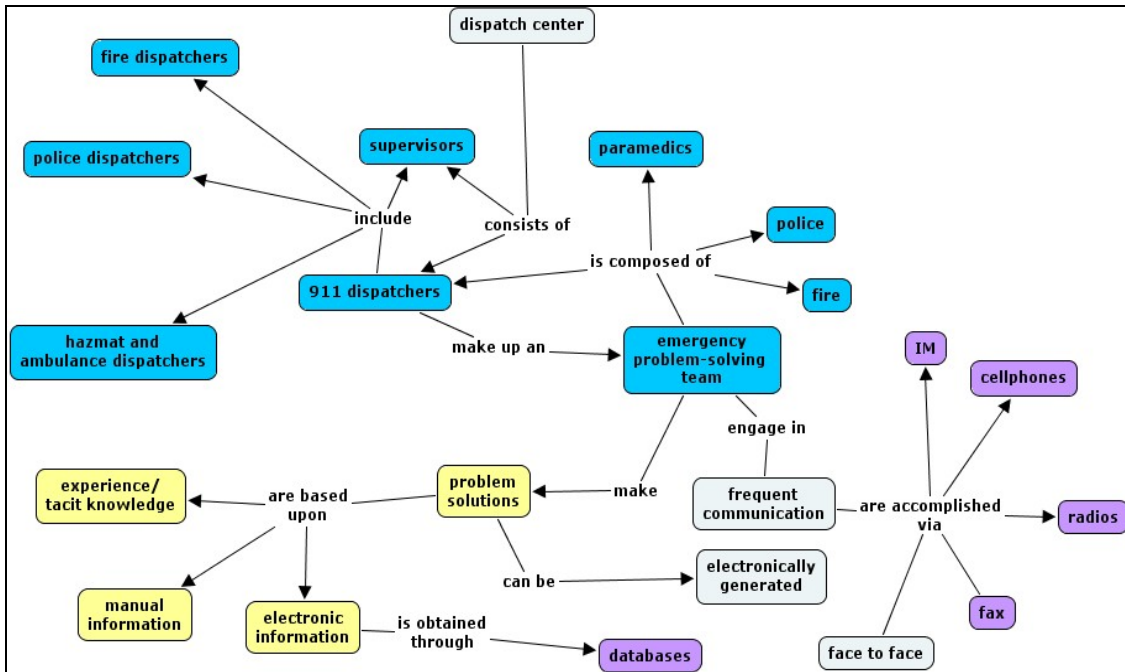 dispatch center
fire dispatchers
police dispatchers
supervisors
paramedics
include
consists of
police
is composed of
911 dispatchers
fire
hazmat and
ambulance dispatchers
make up an
emergency
problem-solving
team
IM
cellphones
engage in
experience/
tacit knowledge
are based
upon
problem
solutions
make
frequent
communication
are accomplished
via
radios
can be
electronically
generated
manual
information
electronic
information
is obtained
through
databases
fax
face to face